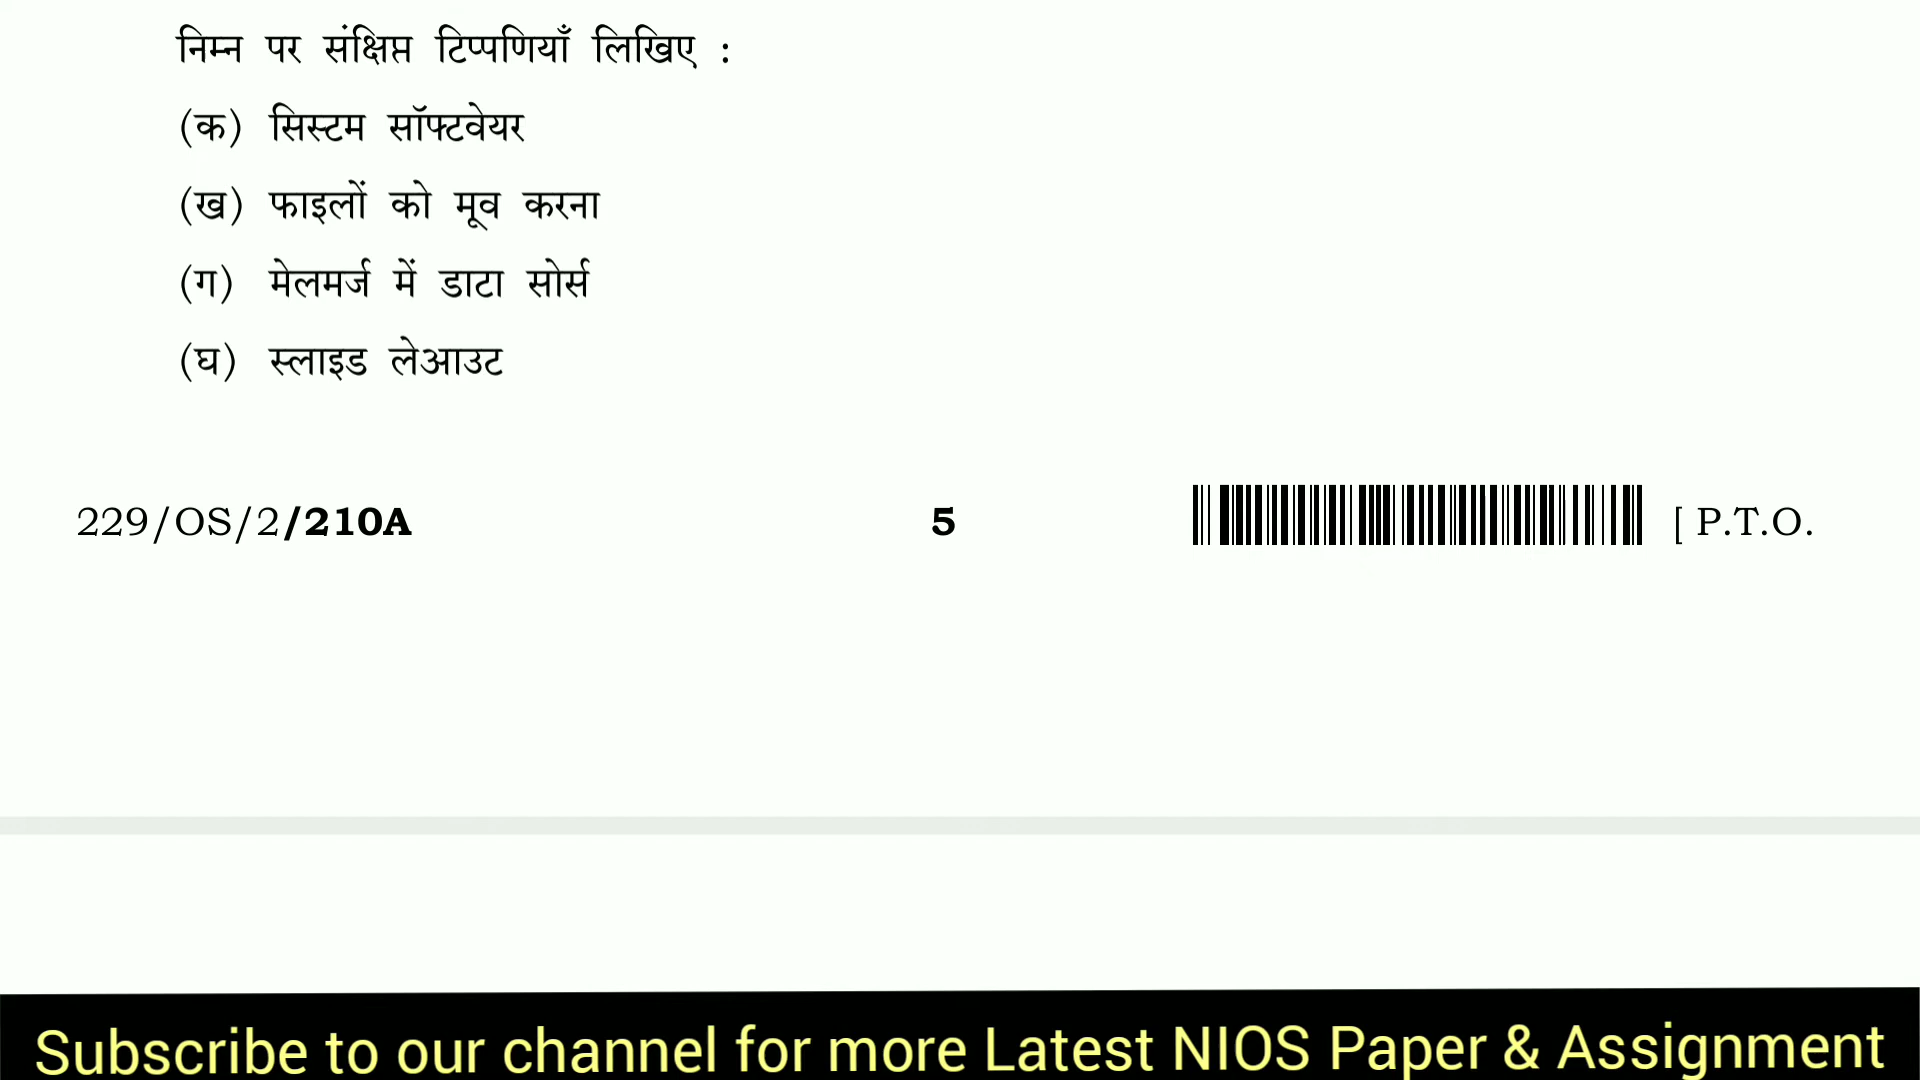 निम्न पर संक्षिप्त टिप्पणियाँ लिखिए :
(क) सिस्टम सॉफ्टवेयर
(ख) फाइलों को मूव करना
(ग) मेलमर्ज में डाटा सोर्स
(घ) स्लाइड लेआउट
229/OS/2/210A 5 [ P.T.O.
Subscribe to our channel for more Latest NIOS Paper & Assignment